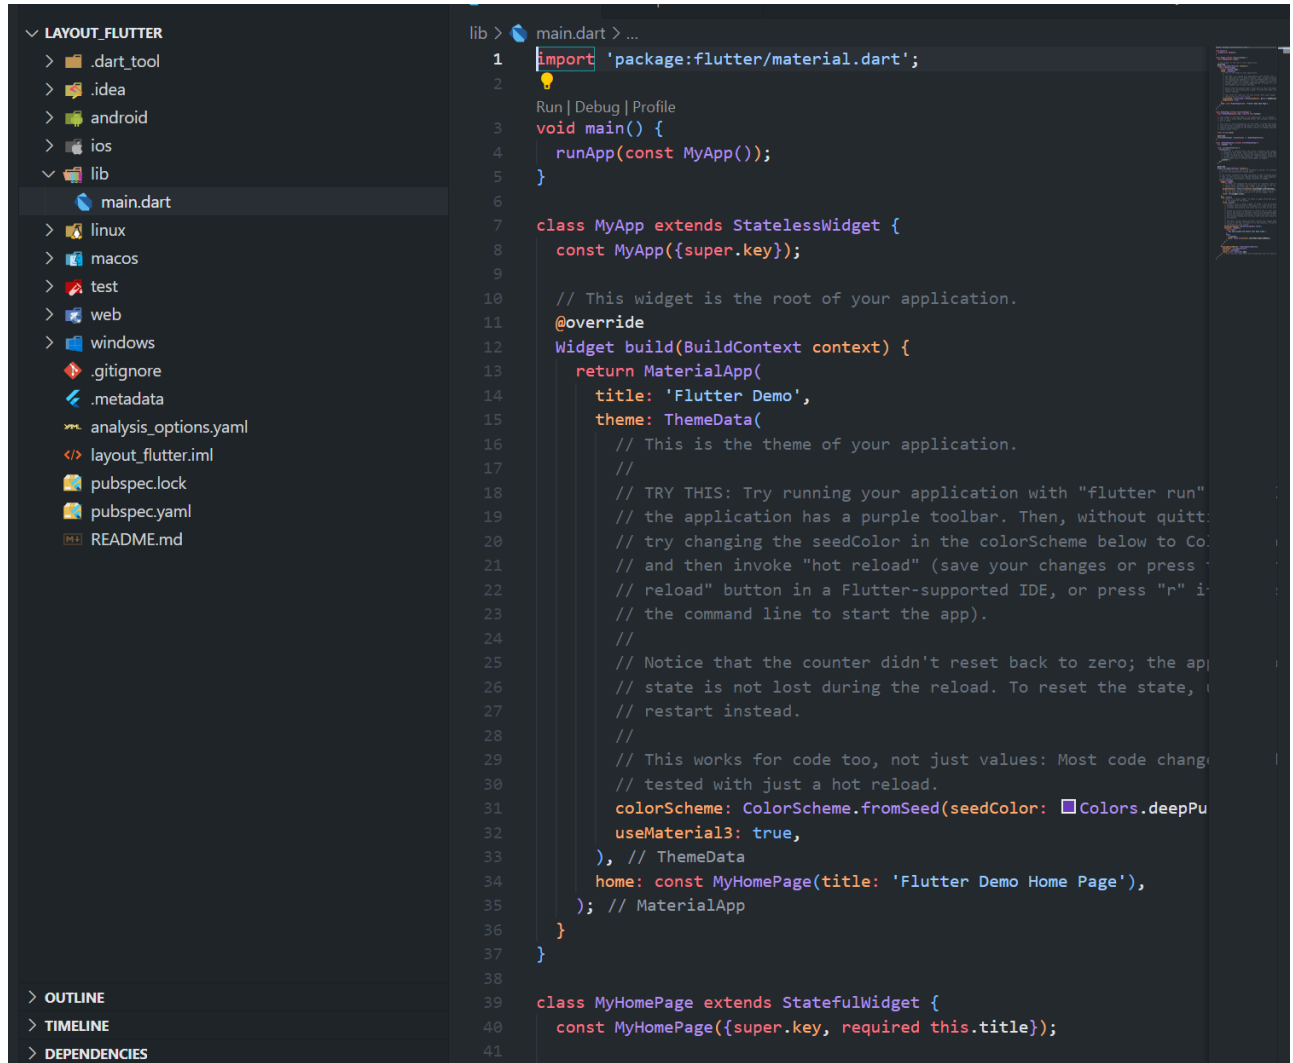 LAYOUT_FLUTTER
.dart_tool
.idea
android
ios
lib
main.dart
linux
macos
test
web
windows
.gitignore
.metadata
analysis_options.yaml
layout_flutter.iml
pubspec.lock
pubspec.yaml
README.md
OUTLINE
TIMELINE
DEPENDENCIES
lib > main.dart > ...
1 import 'package:flutter/material.dart';
2
Run | Debug | Profile
3 void main() {
4 runApp(const MyApp());
5 }
6
7 class MyApp extends StatelessWidget {
8 const MyApp({super.key});
9
10 // This widget is the root of your application.
11 @override
12 Widget build(BuildContext context) {
13 return MaterialApp(
14 title: 'Flutter Demo',
15 theme: ThemeData(
16 // This is the theme of your application.
17 //
18 // TRY THIS: Try running your application with "flutter run"
19 // the application has a purple toolbar. Then, without
20 // try changing the seedColor in the colorScheme below to
21 // and then invoke "hot reload" (save your changes or press
22 // reload" button in a Flutter-supported IDE, or press "r"
23 // the command line to start the app).
24 //
25 // Notice that the counter didn't reset back to zero; the
26 // state is not lost during the reload. To reset the state,
27 // restart instead.
28 //
29 // This works for code too, not just values: Most code
30 // tested with just a hot reload.
31 colorScheme: ColorScheme.fromSeed(seedColor: Colors.deepPu
32 useMaterial3: true,
33 ), // ThemeData
34 home: const MyHomePage(title: 'Flutter Demo Home Page'),
35 ); // MaterialApp
36 }
37 }
38
39 class MyHomePage extends StatefulWidget {
40 const MyHomePage({super.key, required this.title});
41